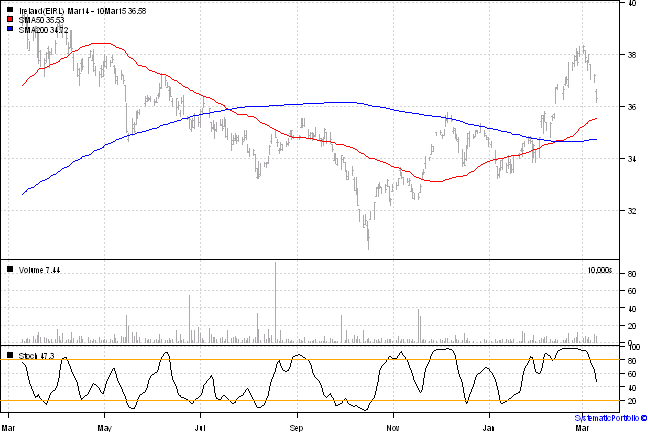 Ireland(EIRL) Mar14 - 10Mar15 36.58
SMA50 35.53
SMA200 34.72
40
38
36
34
32
Volume 7.44
10,000s
80
60
40
20
0
Stoch 47.3
100
80
60
40
20
Mar May Jul Sep Nov Jan Mar
SystematicPortfolio ©